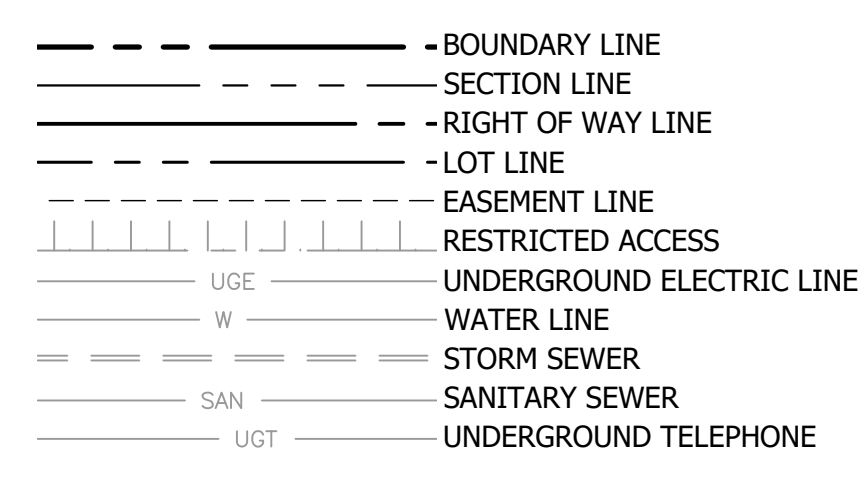 BOUNDARY LINE
SECTION LINE
RIGHT OF WAY LINE
LOT LINE
EASEMENT LINE
RESTRICTED ACCESS
UGE UNDERGROUND ELECTRIC LINE
W WATER LINE
STORM SEWER
SAN SANITARY SEWER
UGT UNDERGROUND TELEPHONE